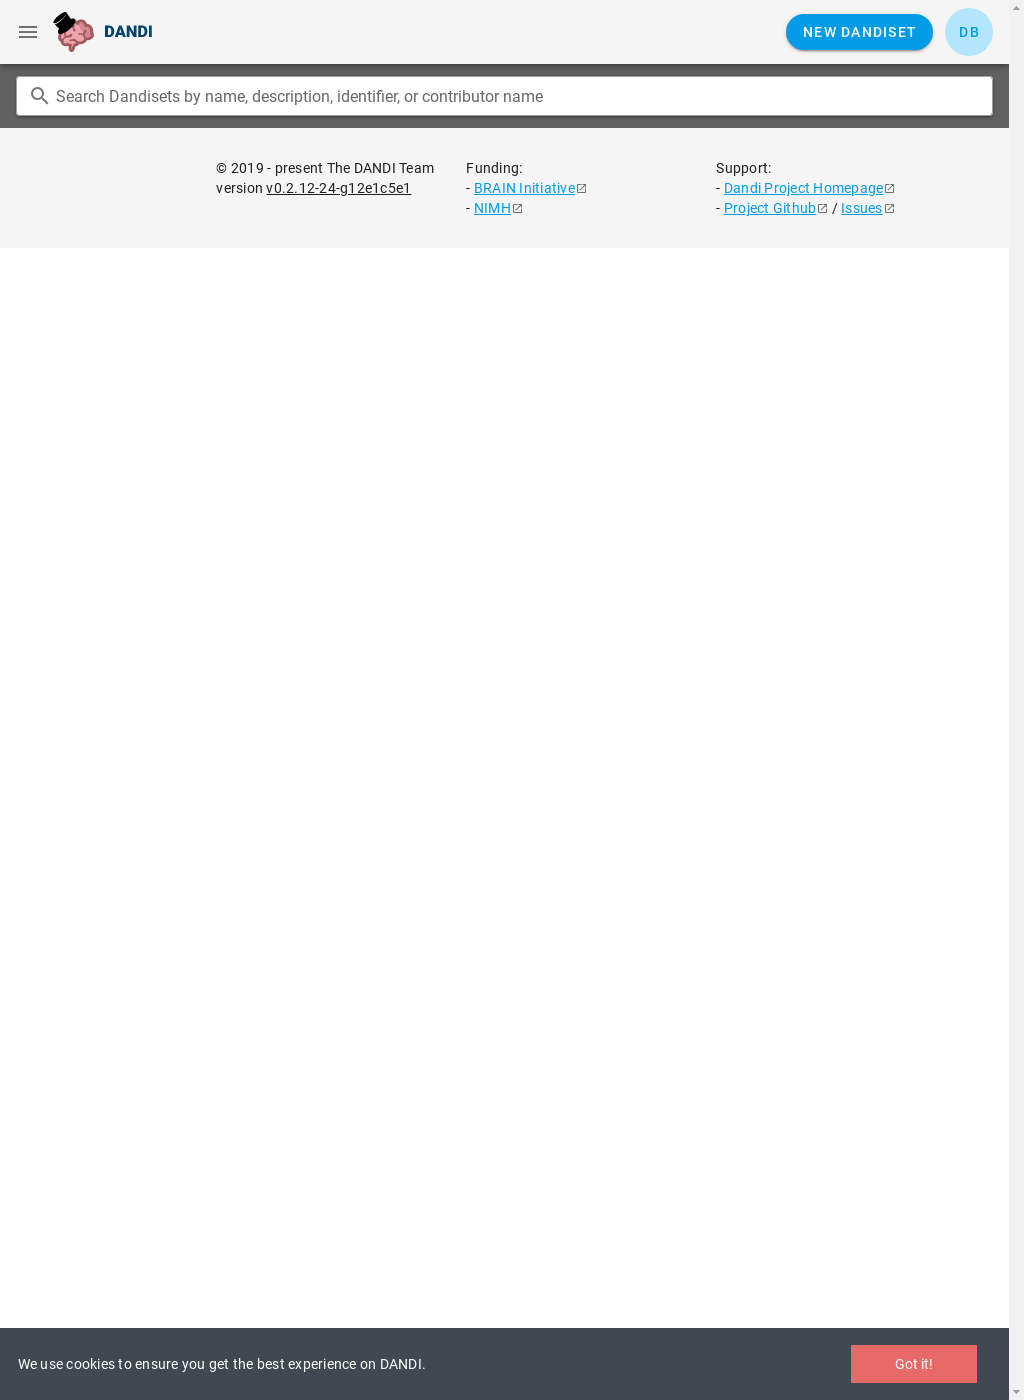 DANDI
NEW DANDISET
DB
Search Dandisets by name, description, identifier, or contributor name
© 2019 - present The DANDI Team
version v0.2.12-24-g12e1c5e1
Funding:
- BRAIN Initiative
- NIMH
Support:
- Dandi Project Homepage
- Project Github / Issues
We use cookies to ensure you get the best experience on DANDI.
Got it!